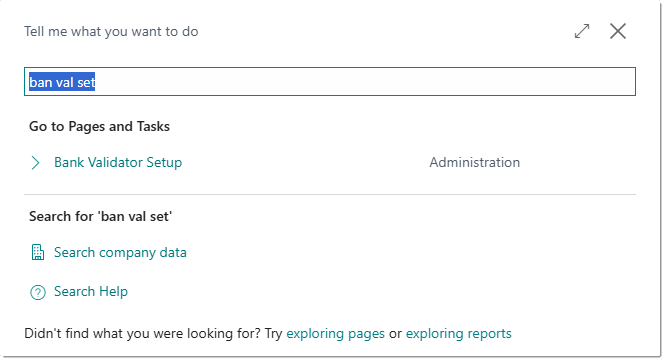 Tell me what you want to do
ban val set
Go to Pages and Tasks
Bank Validator Setup Administration
Search for 'ban val set'
Search company data
Search Help
Didn't find what you were looking for? Try exploring pages or exploring reports